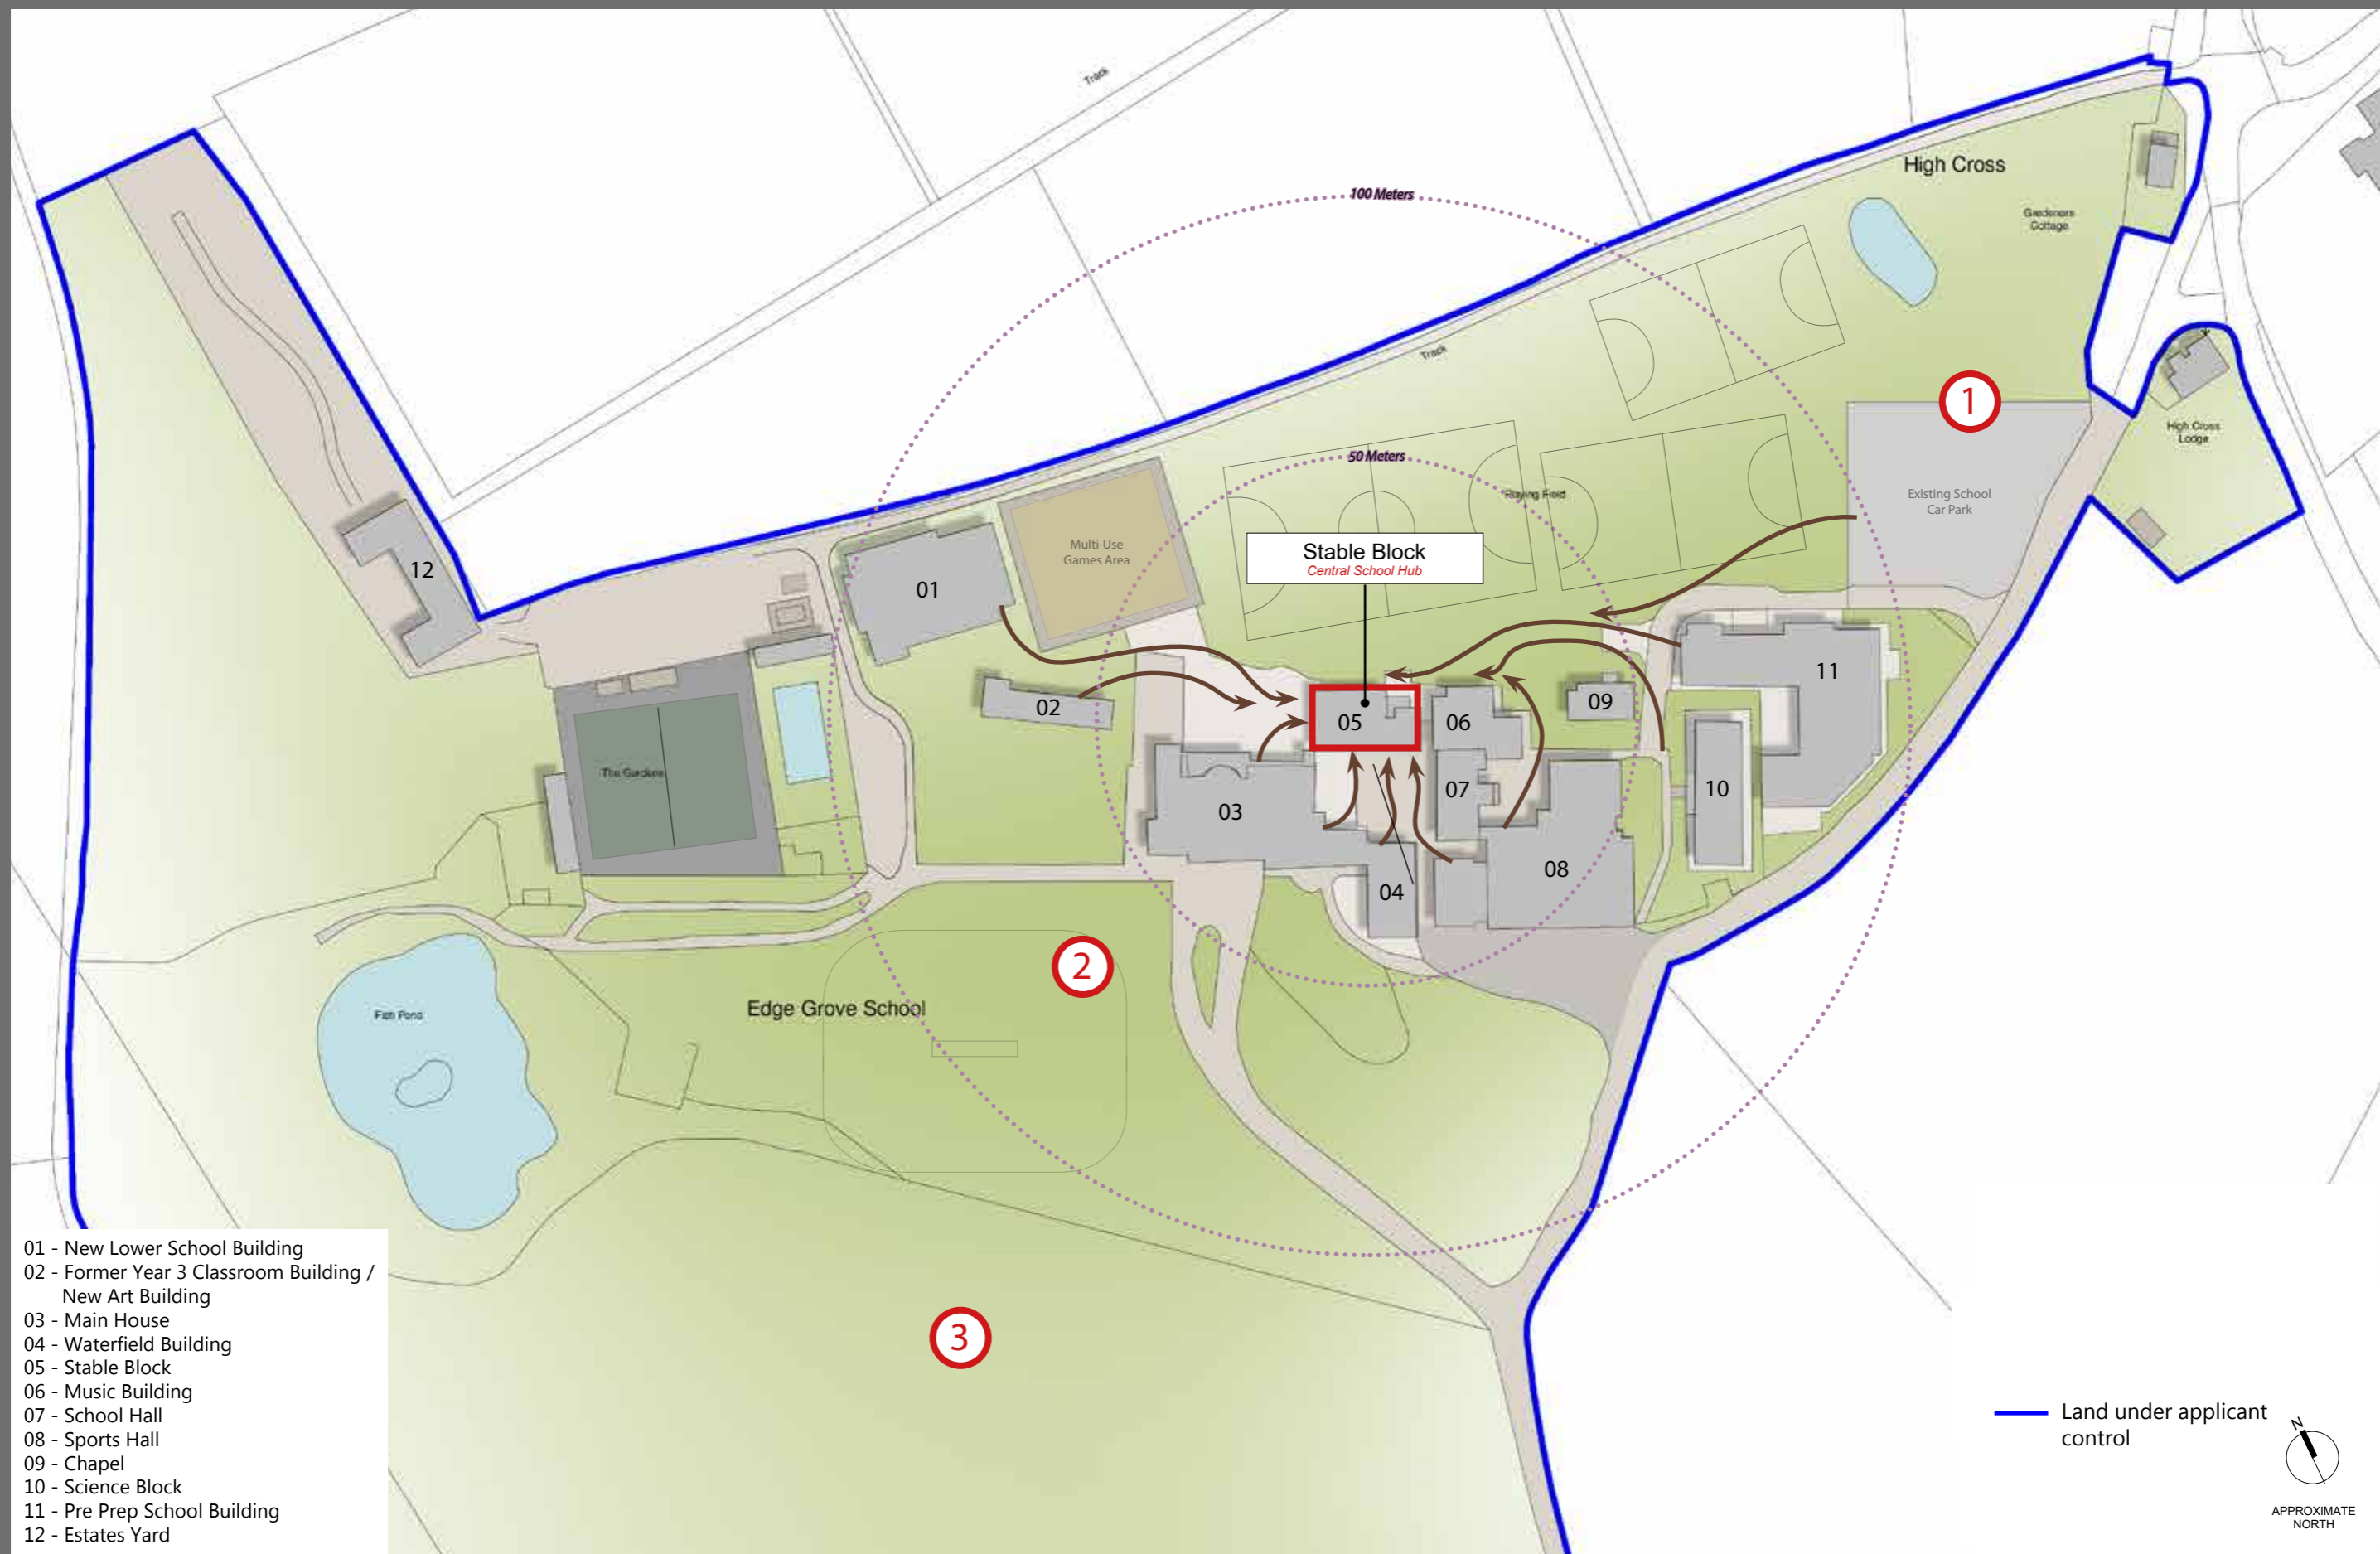 Track
100 Meters
High Cross
Gardeners
Cottage
Track
1
50 Meters
High Cross
Lodge
Playing Field
Existing School
Car Park
Multi-Use
Games Area
Stable Block
Central School Hub
12
01
11
02
05
06
09
The Gardens
03
07
10
08
04
2
Edge Grove School
Fish Pond
3
01 - New Lower School Building
02 - Former Year 3 Classroom Building /
New Art Building
03 - Main House
04 - Waterfield Building
05 - Stable Block
06 - Music Building
07 - School Hall
08 - Sports Hall
09 - Chapel
10 - Science Block
11 - Pre Prep School Building
12 - Estates Yard
Land under applicant
control
N
APPROXIMATE
NORTH